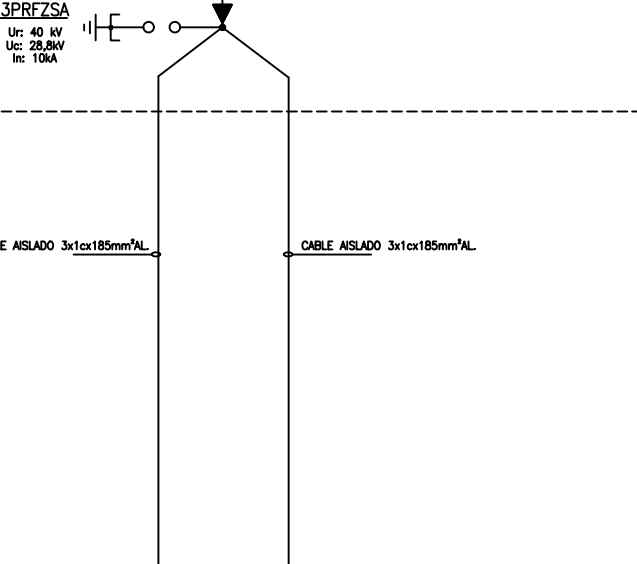 3PRFZSA
Ur: 40 kV
Uc: 28,8kV
In: 10kA
E AISLADO 3x1cx185mm²AL.
CABLE AISLADO 3x1cx185mm²AL.